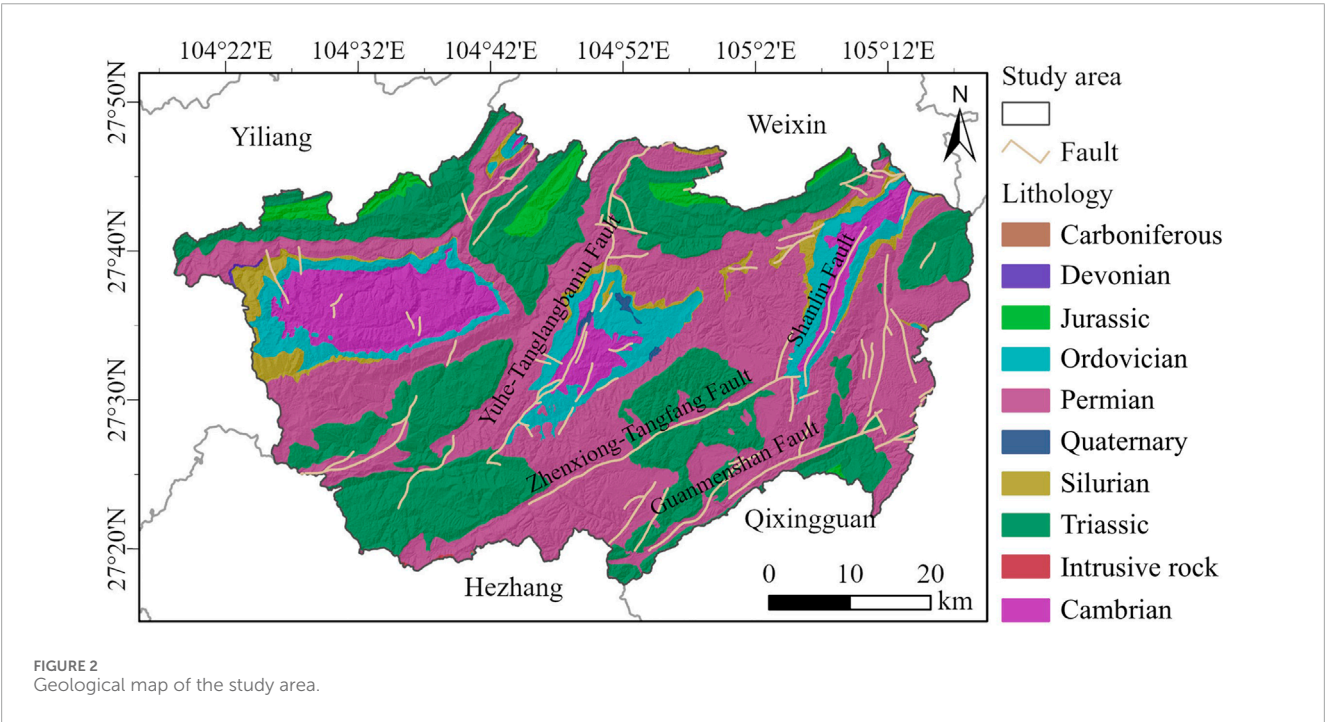 104°22'E 104°32'E 104°42'E 104°52'E 105°2'E 105°12'E
27°50'N
27°40'N
27°30'N
27°20'N
Yiliang
Weixin
N
Yuhe-Tanglangbaniu Fault
Shanlin Fault
Zhenxiong-Tangfang Fault
Guanmenshan Fault
Qixingguan
Hezhang
0 10 20
km
Study area
Fault
Lithology
Carboniferous
Devonian
Jurassic
Ordovician
Permian
Quaternary
Silurian
Triassic
Intrusive rock
Cambrian
FIGURE 2
Geological map of the study area.